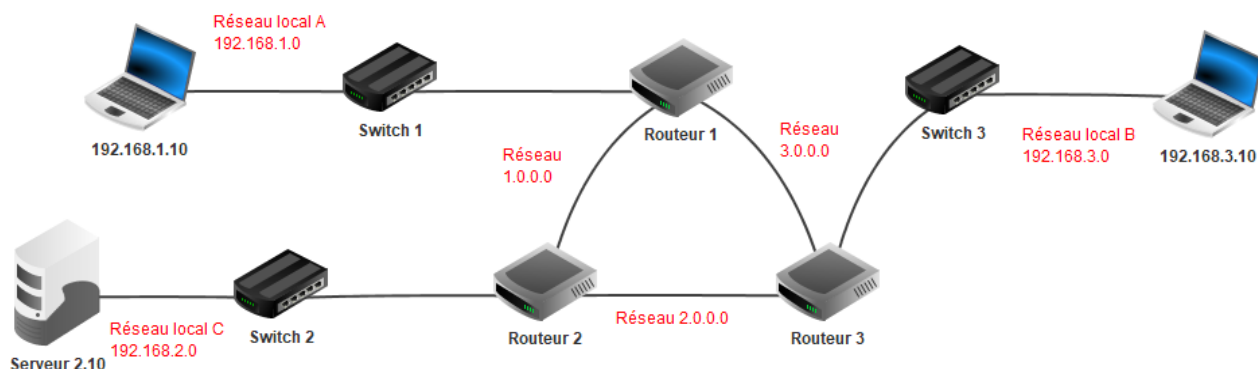 Réseau local A
192.168.1.0
Switch 1
192.168.1.10
Routeur 1
Réseau
1.0.0.0
Réseau
3.0.0.0
Switch 3
Réseau local B
192.168.3.0
192.168.3.10
Serveur 2.10
Réseau local C
192.168.2.0
Switch 2
Routeur 2
Réseau 2.0.0.0
Routeur 3